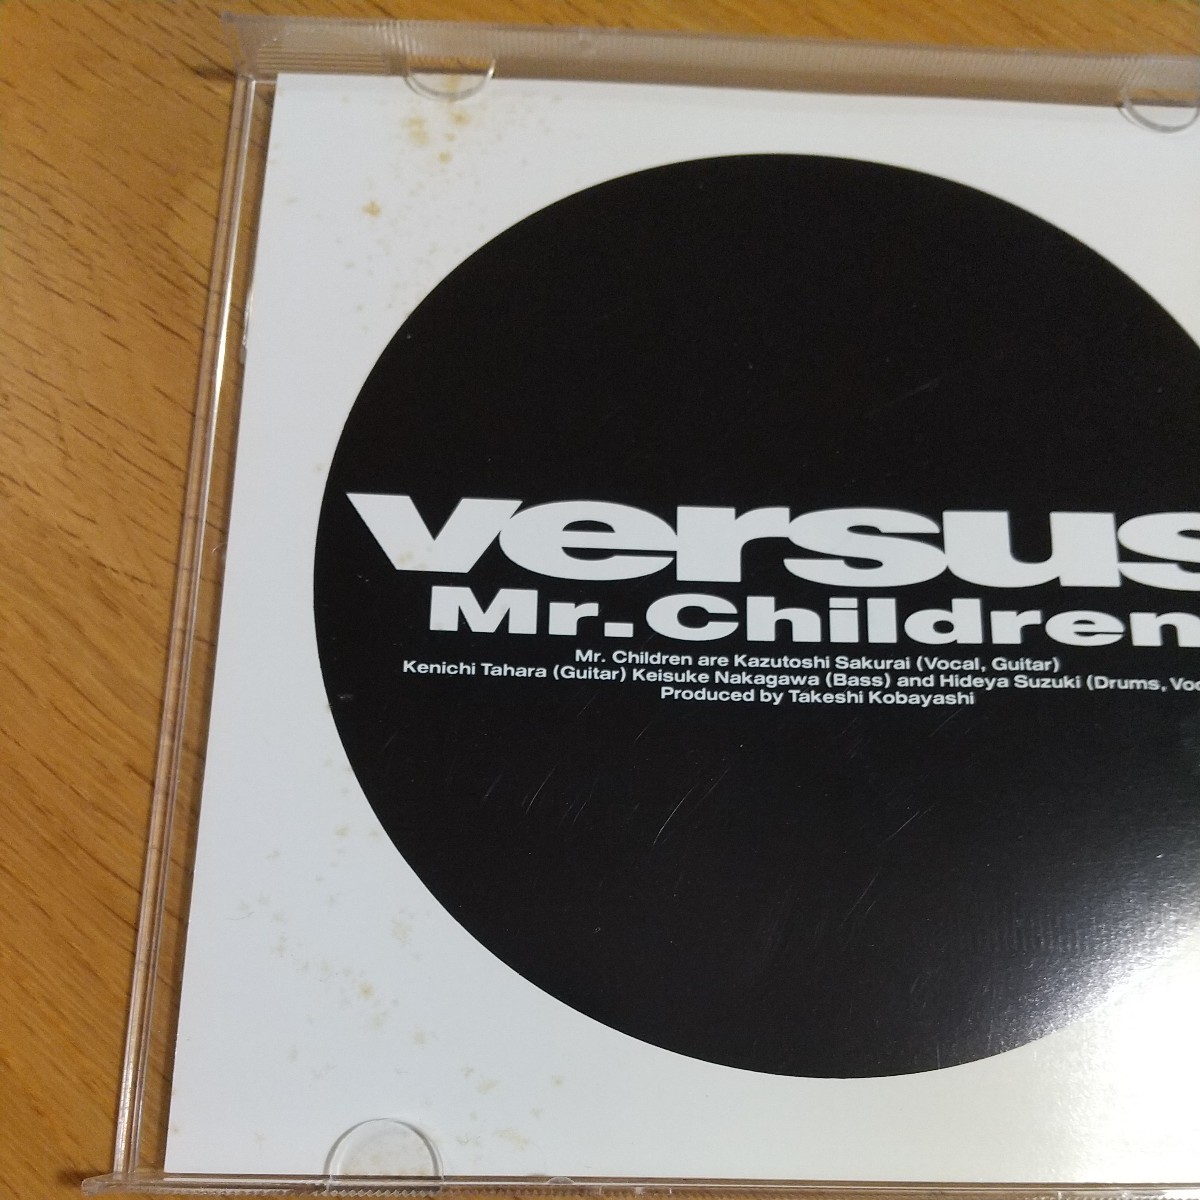 versus
Mr.Children
Mr. Children are Kazutoshi Sakurai (Vocal, Guitar)
Kenichi Tahara (Guitar) Keisuke Nakagawa (Bass) and Hideya Suzuki (Drums, Voc
Produced by Takeshi Kobayashi